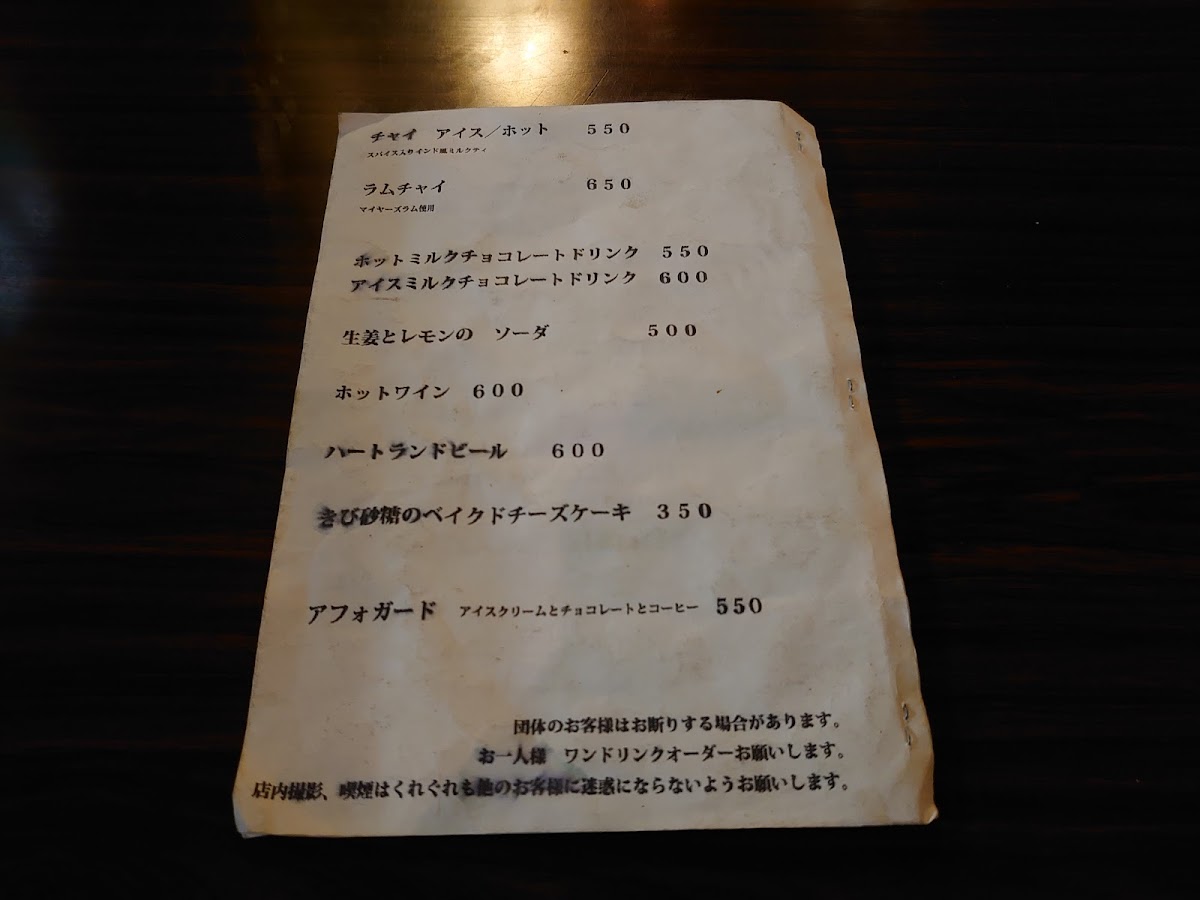 チャイ　アイス／ホット　　５５０
スパイス入りインド風ミルクティ
ラムチャイ　　　　　　　　６５０
マイヤーズラム使用
ホットミルクチョコレートドリンク　５５０
アイスミルクチョコレートドリンク　６００
生姜とレモンの　ソーダ　　　　　５００
ホットワイン　６００
ハートランドビール　　６００
きび砂糖のベイクドチーズケーキ　３５０
アフォガード　アイスクリームとチョコレートとコーヒー　５５０
団体のお客様はお断りする場合があります。
お一人様　ワンドリンクオーダーお願いします。
店内撮影、喫煙はくれぐれも他のお客様に迷惑にならないようお願いします。